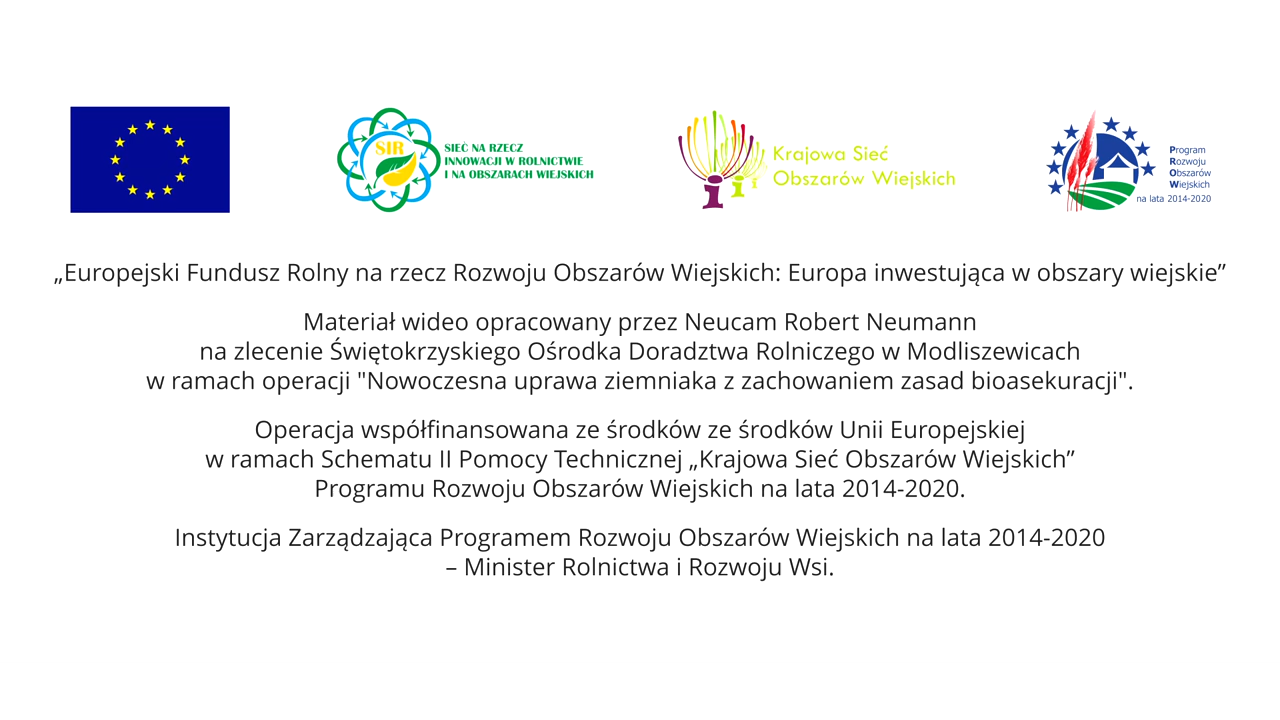 SIR
SIEĆ NA RZECZ
INNOWACJI W ROLNICTWIE
I NA OBSZARACH WIEJSKICH
Krajowa Sieć
Obszarów Wiejskich
Program
Rozwoju
Obszarów
Wiejskich
na lata 2014-2020
„Europejski Fundusz Rolny na rzecz Rozwoju Obszarów Wiejskich: Europa inwestująca w obszary wiejskie”
Materiał wideo opracowany przez Neucam Robert Neumann
na zlecenie Świętokrzyskiego Ośrodka Doradztwa Rolniczego w Modliszewicach
w ramach operacji "Nowoczesna uprawa ziemniaka z zachowaniem zasad bioasekuracji".
Operacja współfinansowana ze środków ze środków Unii Europejskiej
w ramach Schematu II Pomocy Technicznej „Krajowa Sieć Obszarów Wiejskich”
Programu Rozwoju Obszarów Wiejskich na lata 2014-2020.
Instytucja Zarządzająca Programem Rozwoju Obszarów Wiejskich na lata 2014-2020
– Minister Rolnictwa i Rozwoju Wsi.